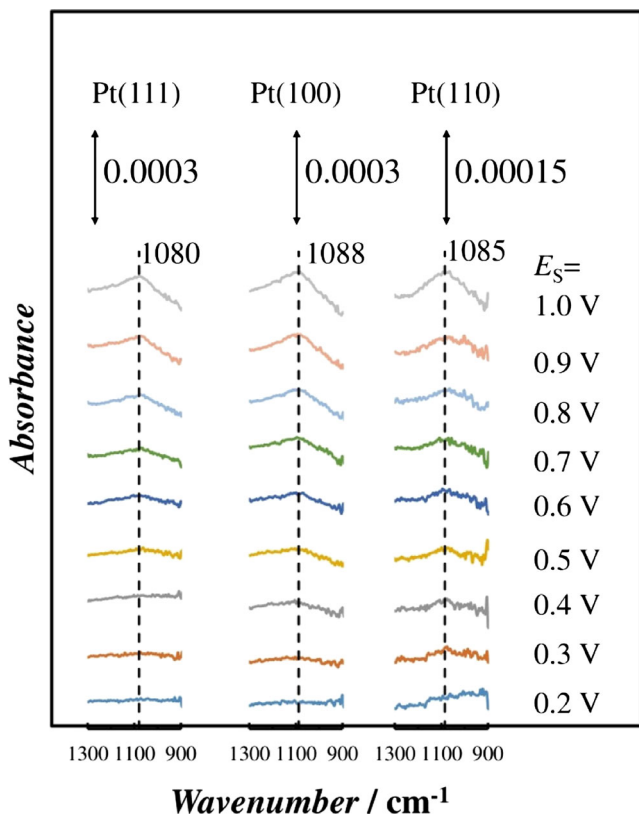 Pt(111) Pt(100) Pt(110)
0.0003 0.0003 0.00015
1080 1088 1085
E_S=
1.0 V
0.9 V
0.8 V
0.7 V
0.6 V
0.5 V
0.4 V
0.3 V
0.2 V
Absorbance
1300 1100 900 1300 1100 900 1300 1100 900
Wavenumber / cm⁻¹